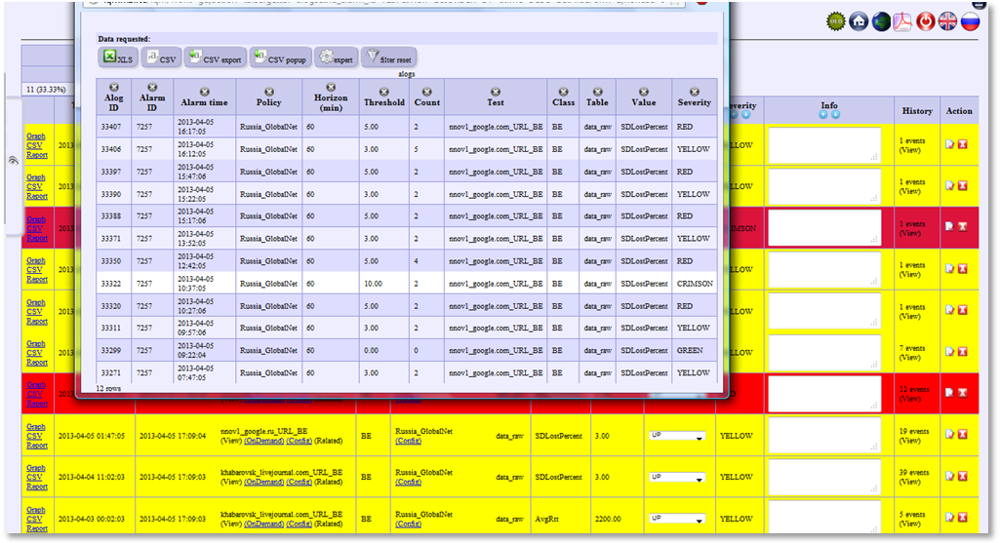 Data requested:
XLS CSV CSV export CSV popup expert filter reset
OLD
alogs
11 (33.33%)
Alog ID Alarm ID Alarm time Policy Horizon (min) Threshold Count Test Class Table Value Severity
33407 7257 2013-04-05 16:17:05 Russia_GlobalNet 60 5.00 2 nnov1_google.com_URL_BE BE data_raw SDLostPercent RED
33406 7257 2013-04-05 16:12:05 Russia_GlobalNet 60 3.00 5 nnov1_google.com_URL_BE BE data_raw SDLostPercent YELLOW
33397 7257 2013-04-05 15:47:06 Russia_GlobalNet 60 5.00 2 nnov1_google.com_URL_BE BE data_raw SDLostPercent RED
33390 7257 2013-04-05 15:22:05 Russia_GlobalNet 60 3.00 2 nnov1_google.com_URL_BE BE data_raw SDLostPercent YELLOW
33388 7257 2013-04-05 15:17:06 Russia_GlobalNet 60 5.00 2 nnov1_google.com_URL_BE BE data_raw SDLostPercent RED
33371 7257 2013-04-05 13:52:05 Russia_GlobalNet 60 3.00 2 nnov1_google.com_URL_BE BE data_raw SDLostPercent YELLOW
33350 7257 2013-04-05 12:42:05 Russia_GlobalNet 60 5.00 4 nnov1_google.com_URL_BE BE data_raw SDLostPercent RED
33322 7257 2013-04-05 10:37:05 Russia_GlobalNet 60 10.00 2 nnov1_google.com_URL_BE BE data_raw SDLostPercent CRIMSON
33320 7257 2013-04-05 10:27:06 Russia_GlobalNet 60 5.00 2 nnov1_google.com_URL_BE BE data_raw SDLostPercent RED
33311 7257 2013-04-05 09:57:06 Russia_GlobalNet 60 3.00 2 nnov1_google.com_URL_BE BE data_raw SDLostPercent YELLOW
33299 7257 2013-04-05 09:22:04 Russia_GlobalNet 60 0.00 0 nnov1_google.com_URL_BE BE data_raw SDLostPercent GREEN
33271 7257 2013-04-05 07:47:05 Russia_GlobalNet 60 3.00 2 nnov1_google.com_URL_BE BE data_raw SDLostPercent YELLOW
12 rows
Info History Action
Graph CSV Report 1 events (View)
Graph CSV Report 1 events (View)
Graph CSV Report 1 events (View)
Graph CSV Report 1 events (View)
Graph CSV Report 1 events (View)
Graph CSV Report 7 events (View)
Graph CSV Report 12 events (View)
Graph CSV Report 2013-04-05 01:47:05 2013-04-05 17:09:04 nnov1_google.ru_URL_BE (View) (OnDemand) (Config) (Related) BE Russia_GlobalNet (Config) data_raw SDLostPercent 3.00 UP YELLOW 19 events (View)
Graph CSV Report 2013-04-04 11:02:03 2013-04-05 17:09:03 khabarovsk_livejournal.com_URL_BE (View) (OnDemand) (Config) (Related) BE Russia_GlobalNet (Config) data_raw SDLostPercent 3.00 UP YELLOW 39 events (View)
Graph CSV Report 2013-04-03 00:02:03 2013-04-05 17:09:03 khabarovsk_livejournal.com_URL_BE (View) (OnDemand) (Config) (Related) BE Russia_GlobalNet (Config) data_raw AvgRtt 2200.00 UP YELLOW 5 events (View)